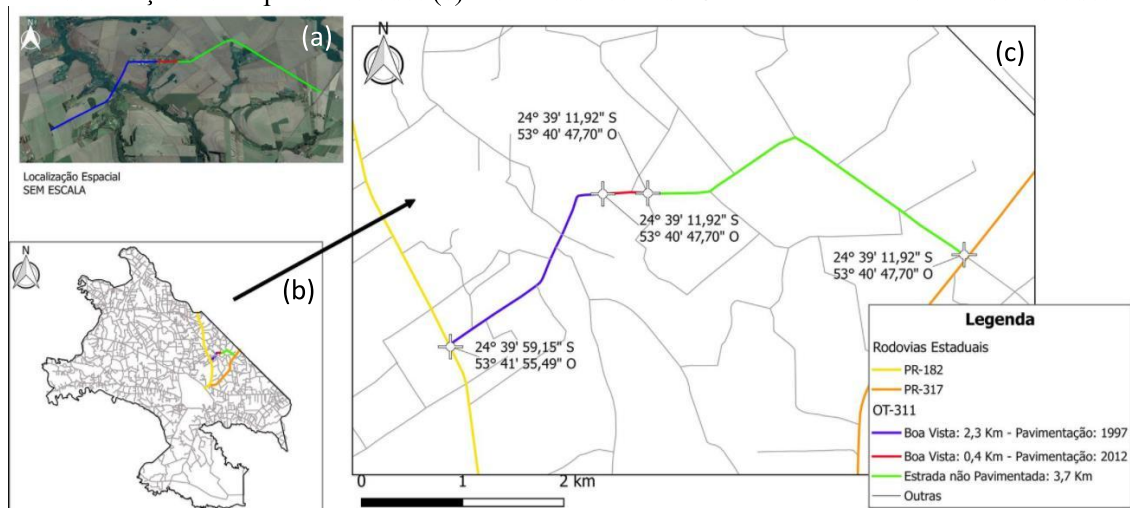 N
(a)
Localização Espacial
SEM ESCALA
N
(b)
N
(c)
24° 39' 11,92" S
53° 40' 47,70" O
24° 39' 11,92" S
53° 40' 47,70" O
24° 39' 11,92" S
53° 40' 47,70" O
24° 39' 59,15" S
53° 41' 55,49" O
Legenda
Rodovias Estaduais
PR-182
PR-317
OT-311
Boa Vista: 2,3 Km - Pavimentação: 1997
Boa Vista: 0,4 Km - Pavimentação: 2012
Estrada não Pavimentada: 3,7 Km
Outras
0 1 2 km